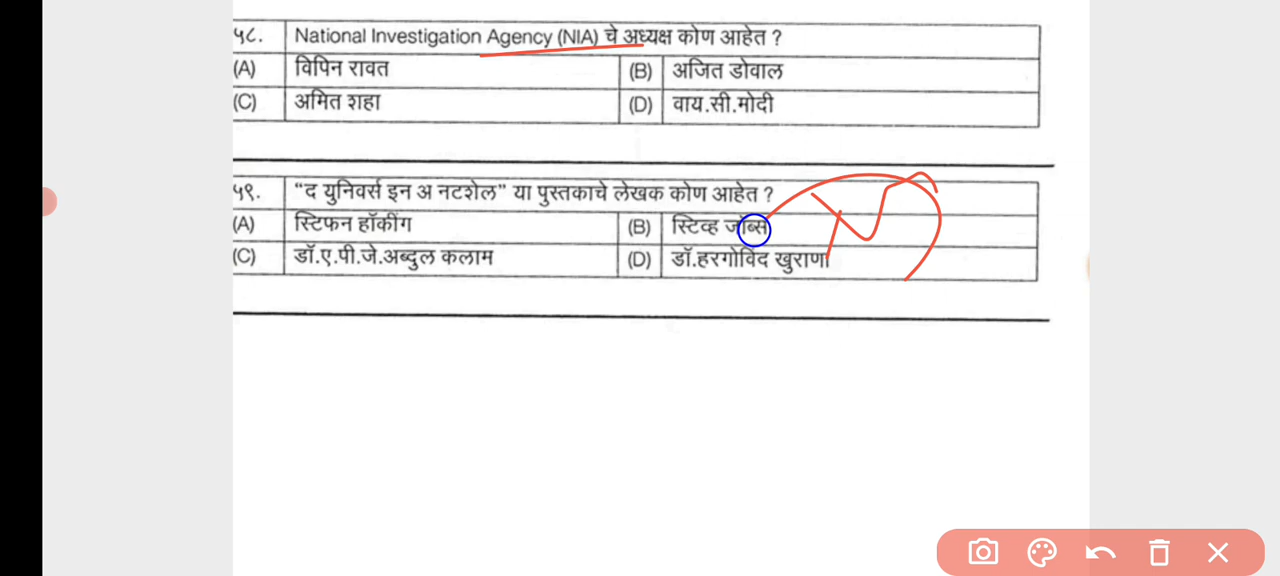 ५८. National Investigation Agency (NIA) चे अध्यक्ष कोण आहेत ?
(A) विपिन रावत (B) अजित डोवाल
(C) अमित शहा (D) वाय.सी.मोदी
५९. “द युनिवर्स इन अ नटशेल” या पुस्तकाचे लेखक कोण आहेत ?
(A) स्टिफन हॉकींग (B) स्टिव्ह जॉब्स
(C) डॉ.ए.पी.जे.अब्दुल कलाम (D) डॉ.हरगोविंद खुराणा